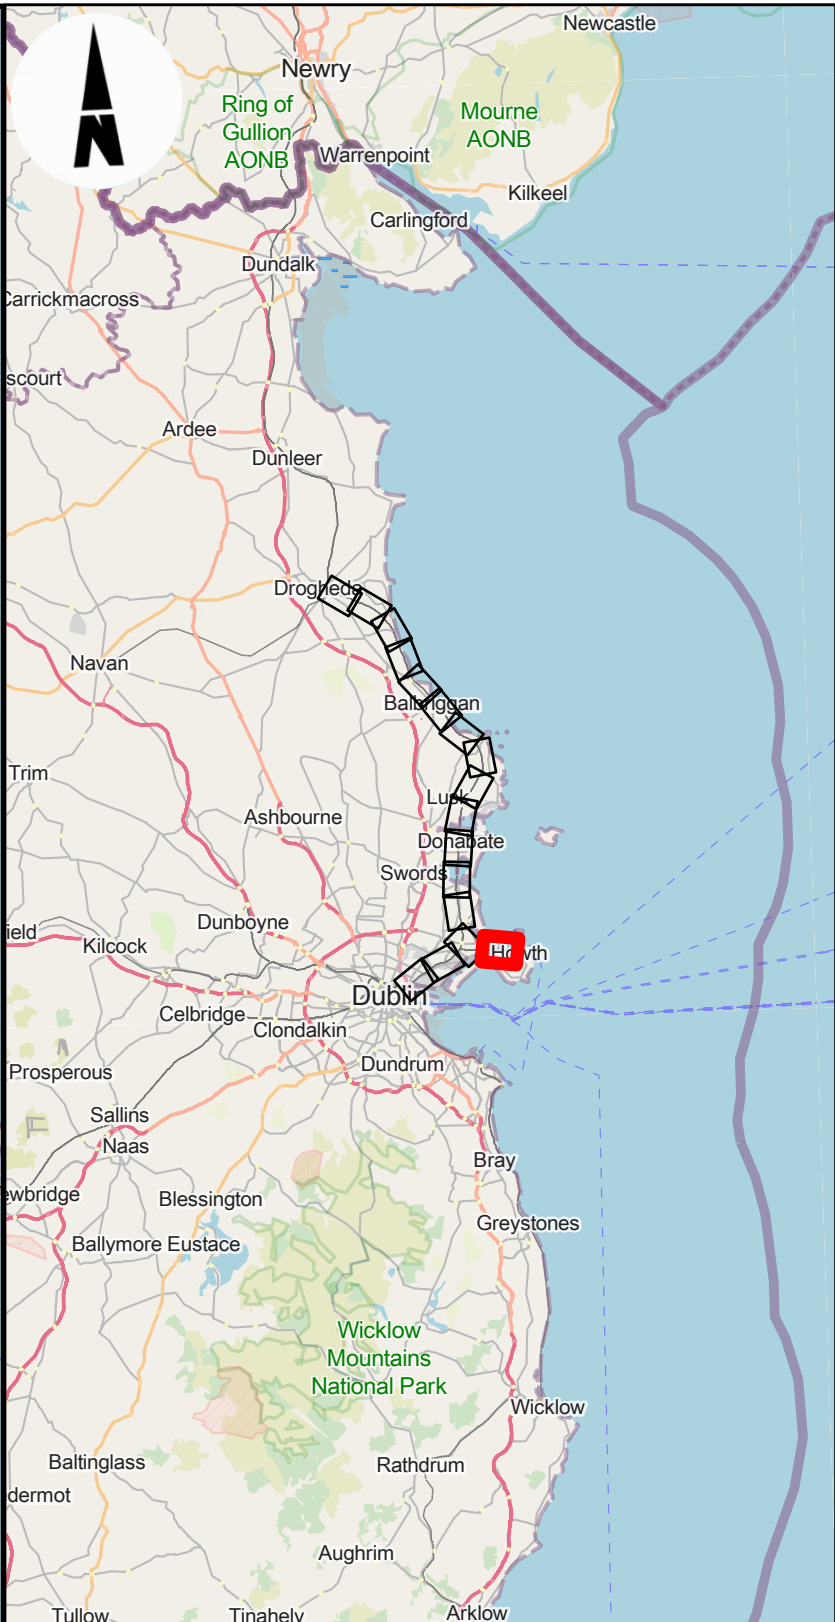 Newcastle
Newry
Ring of
Gullion
AONB
Mourne
AONB
N
Warrenpoint
Kilkeel
Carlingford
Dundalk
Carrickmacross
scourt
Ardee
Dunleer
Drogheda
Navan
Balbriggan
Trim
Lusk
Ashbourne
Donabate
Swords
Dunboyne
ield
Kilcock
Howth
Dublin
Celbridge
Clondalkin
Dundrum
Prosperous
Sallins
Naas
Bray
ewbridge
Blessington
Greystones
Ballymore Eustace
Wicklow
Mountains
National Park
Wicklow
Baltinglass
Rathdrum
dermot
Aughrim
Tullow
Tinahely
Arklow